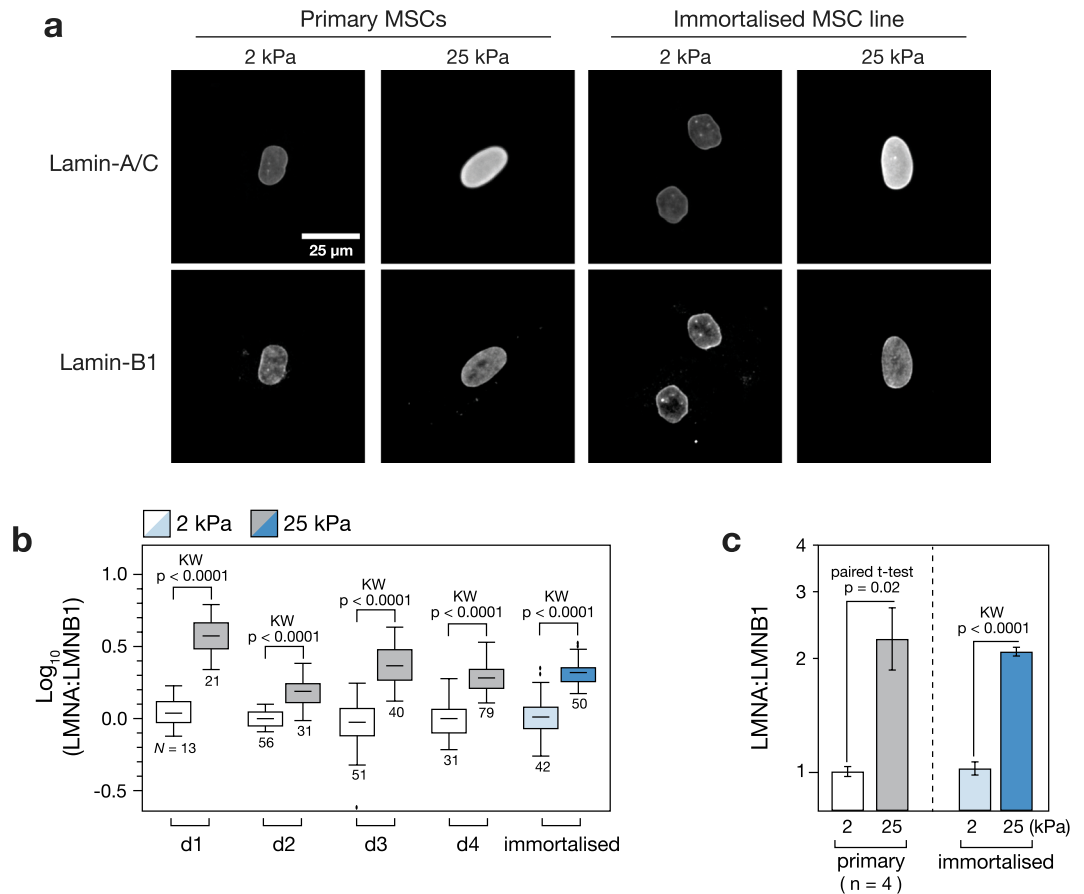 a
Primary MSCs
Immortalised MSC line
2 kPa
25 kPa
2 kPa
25 kPa
Lamin-A/C
25 µm
Lamin-B1
b
2 kPa
25 kPa
Log10
(LMNA:LMNB1)
1.0
0.5
0.0
-0.5
KW
p < 0.0001
KW
p < 0.0001
KW
p < 0.0001
KW
p < 0.0001
KW
p < 0.0001
N = 13
21
56
31
51
40
31
79
42
50
d1
d2
d3
d4
immortalised
c
LMNA:LMNB1
4
3
2
1
paired t-test
p = 0.02
KW
p < 0.0001
2
25
2
25 (kPa)
primary
( n = 4 )
immortalised